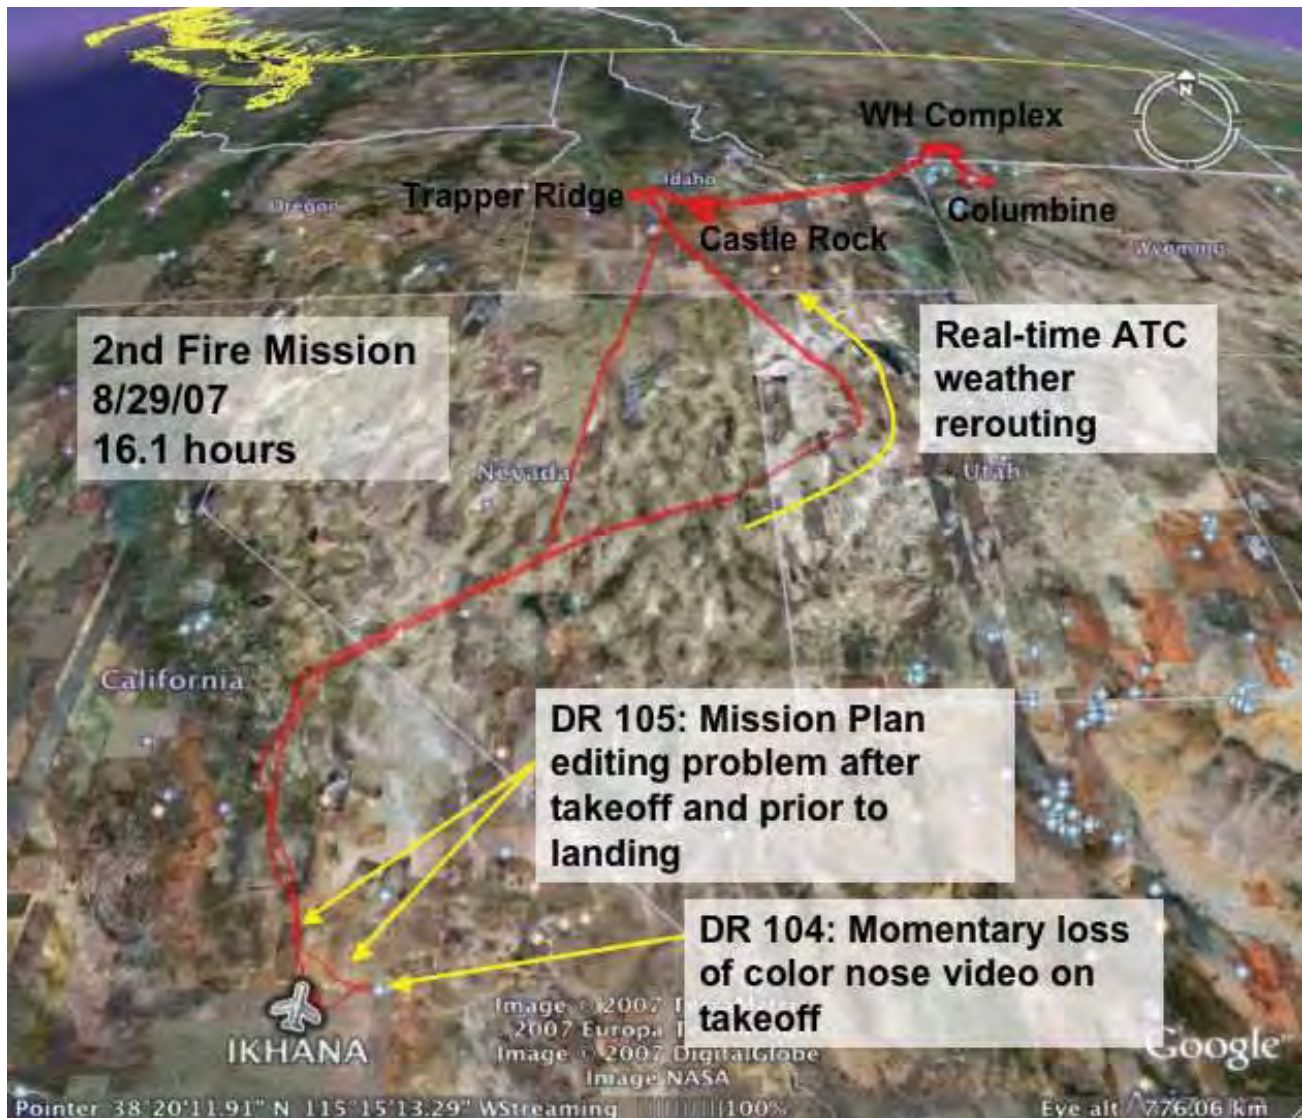 N
WH Complex
Idaho
Trapper Ridge
Oregon
Columbine
Castle Rock
Wyoming
2nd Fire Mission
8/29/07
16.1 hours
Real-time ATC
weather
rerouting
Nevada
Utah
California
DR 105: Mission Plan
editing problem after
takeoff and prior to
landing
DR 104: Momentary loss
of color nose video on
takeoff
IKHANA
Image © 2007
2007 Europa
Image © 2007 DigitalGlobe
Image NASA
Google
Pointer 38°20'11.91" N 115°15'13.29" W Streaming 100% Eye alt 776.06 km